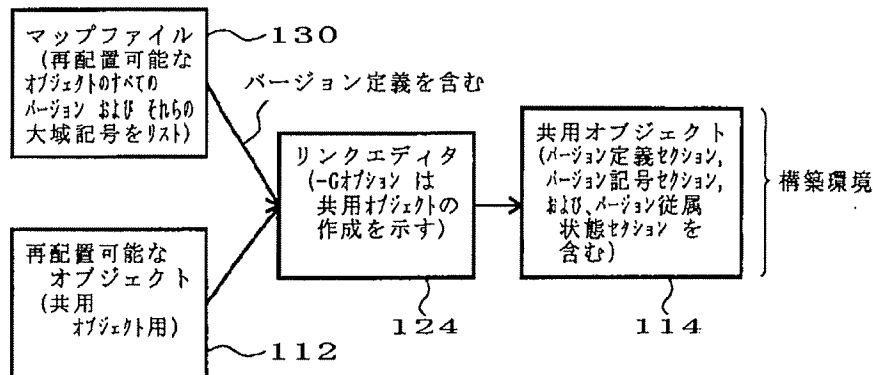 マップファイル
(再配置可能な
オブジェクトのすべての
バージョン および それらの
大域記号をリスト)
130
バージョン定義を含む
リンクエディタ
(-Gオプション は
共用オブジェクトの
作成を示す)
124
共用オブジェクト
(バージョン定義セクション,
バージョン記号セクション,
および、バージョン従属
状態セクション を
含む)
114
構築環境
再配置可能な
オブジェクト
(共用
オブジェクト用)
112